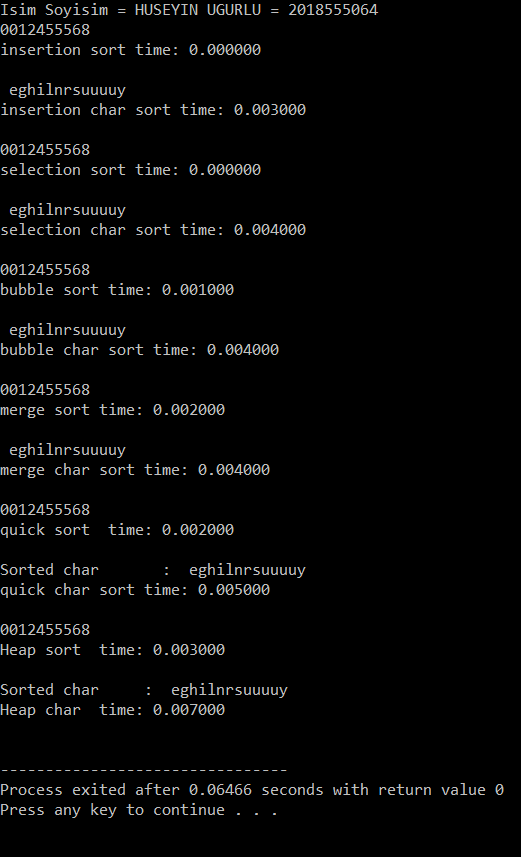 Isim Soyisim = HUSEYIN UGURLU = 2018555064
0012455568
insertion sort time: 0.000000
 eghilnrsuuuuy
insertion char sort time: 0.003000
0012455568
selection sort time: 0.000000
 eghilnrsuuuuy
selection char sort time: 0.004000
0012455568
bubble sort time: 0.001000
 eghilnrsuuuuy
bubble char sort time: 0.004000
0012455568
merge sort time: 0.002000
 eghilnrsuuuuy
merge char sort time: 0.004000
0012455568
quick sort  time: 0.002000
Sorted char       :  eghilnrsuuuuy
quick char sort time: 0.005000
0012455568
Heap sort  time: 0.003000
Sorted char     :  eghilnrsuuuuy
Heap char  time: 0.007000
--------------------------------
Process exited after 0.06466 seconds with return value 0
Press any key to continue . . .